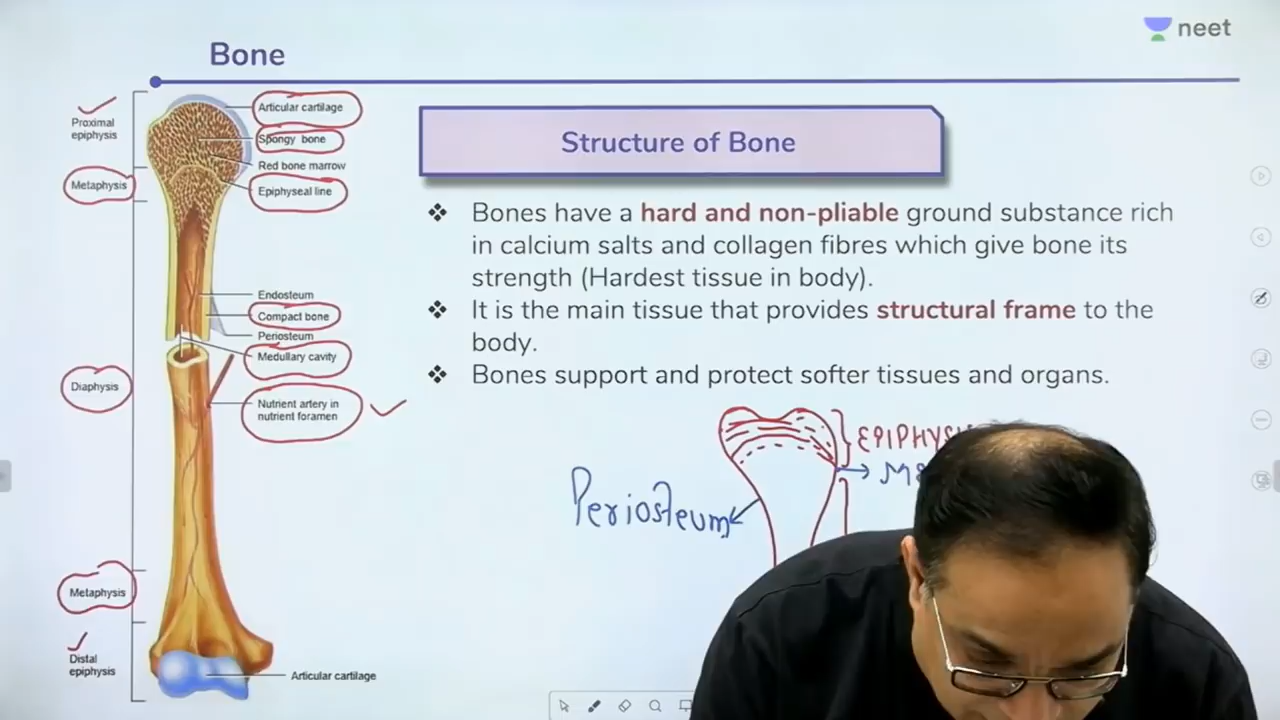 neet
Bone
Proximal
epiphysis
Metaphysis
Diaphysis
Metaphysis
Distal
epiphysis
Articular cartilage
Spongy bone
Red bone marrow
Epiphyseal line
Endosteum
Compact bone
Periosteum
Medullary cavity
Nutrient artery in
nutrient foramen
Articular cartilage
Structure of Bone
❖ Bones have a hard and non-pliable ground substance rich
in calcium salts and collagen fibres which give bone its
strength (Hardest tissue in body).
❖ It is the main tissue that provides structural frame to the
body.
❖ Bones support and protect softer tissues and organs.
Periosteum